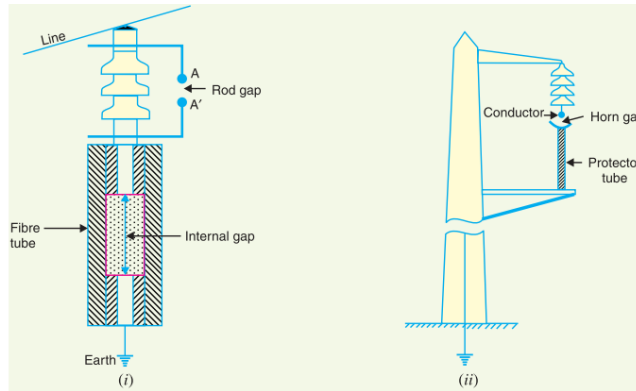 Line
A
Rod gap
A′
Conductor
Horn ga
Protecto
tube
Fibre
tube
Internal gap
Earth
(i)
(ii)